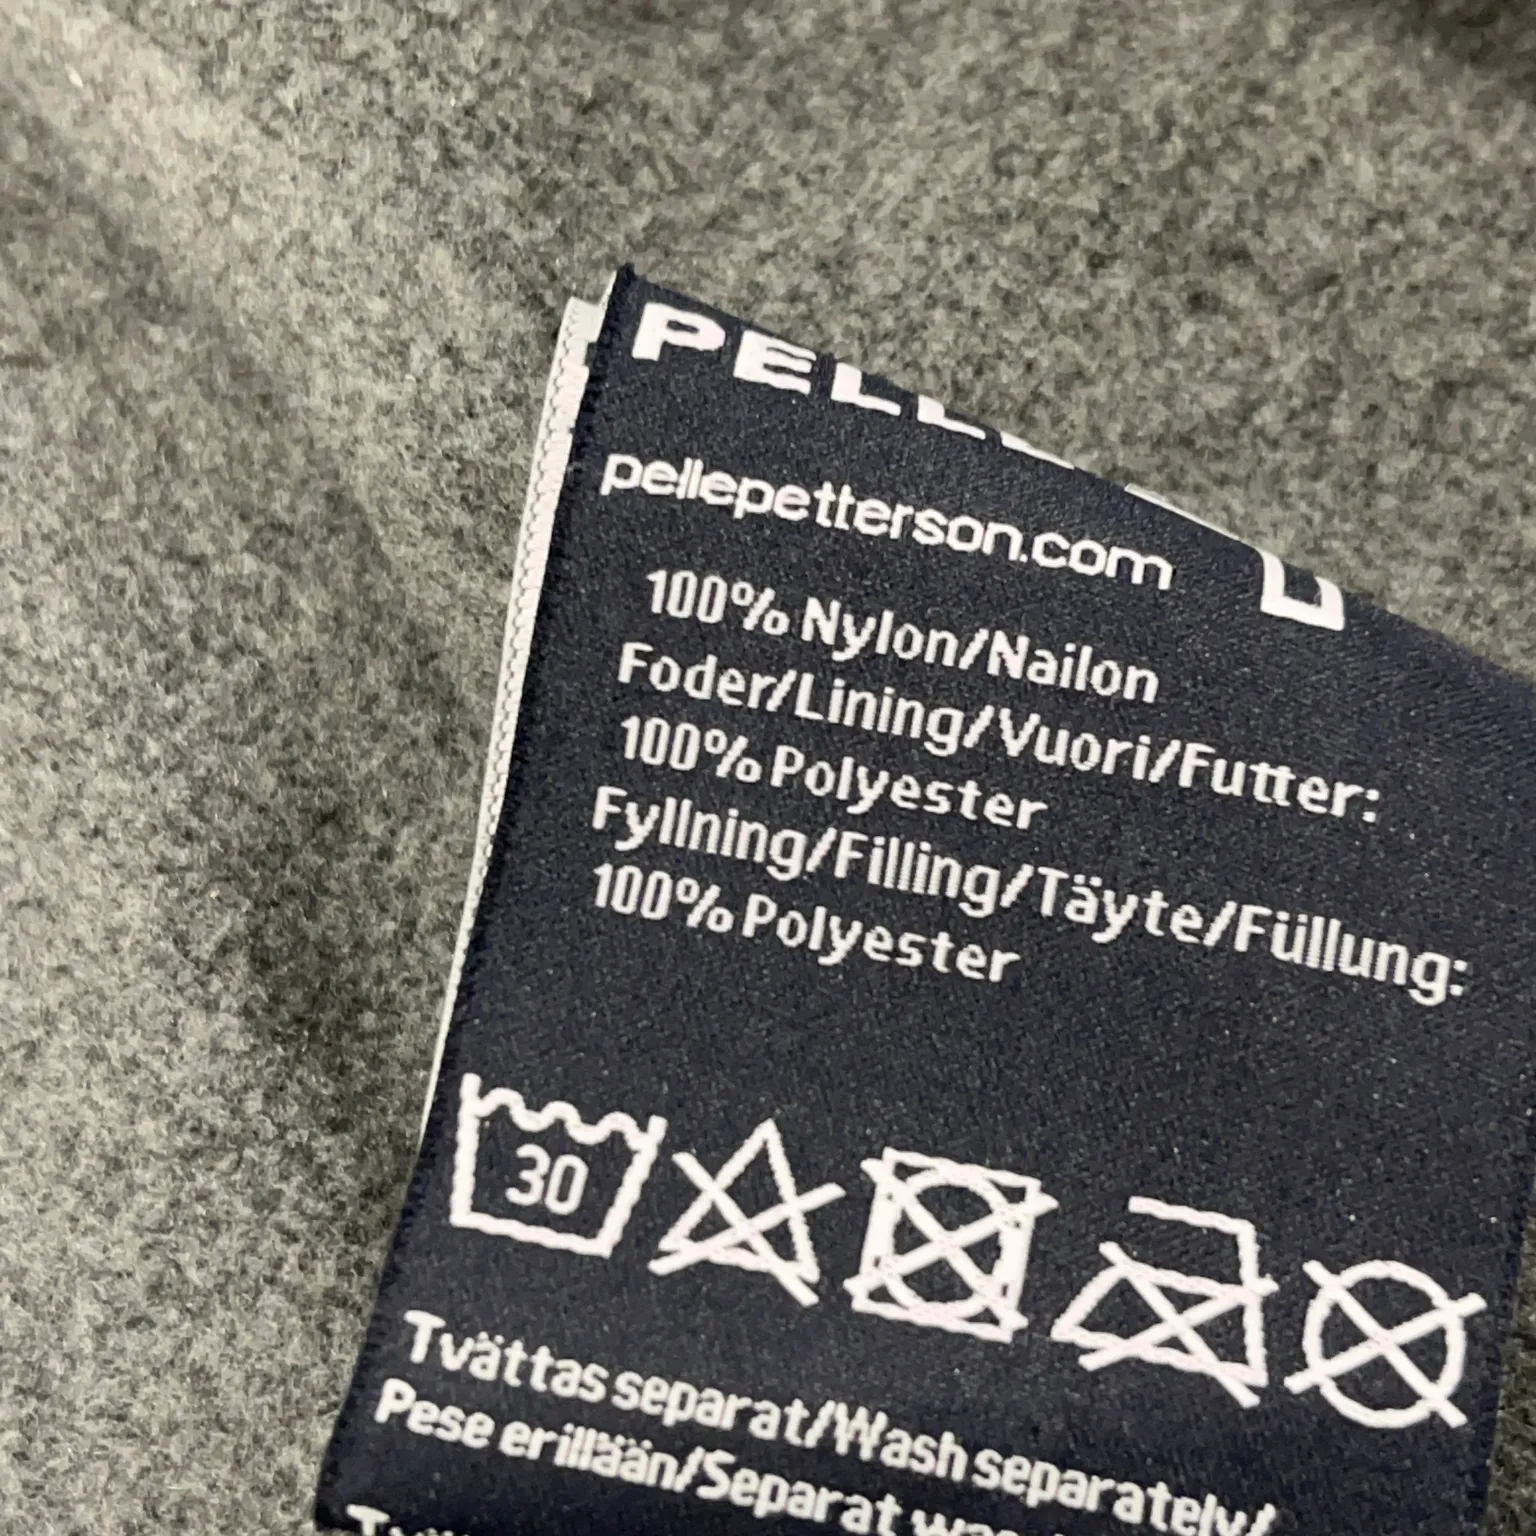 pellepetterson.com
100% Nylon/Nailon
Foder/Lining/Vuori/Futter:
100% Polyester
Fyllning/Filling/Täyte/Füllung:
100% Polyester
30
Tvättas separat/Wash separately/
Pese erillään/Separat